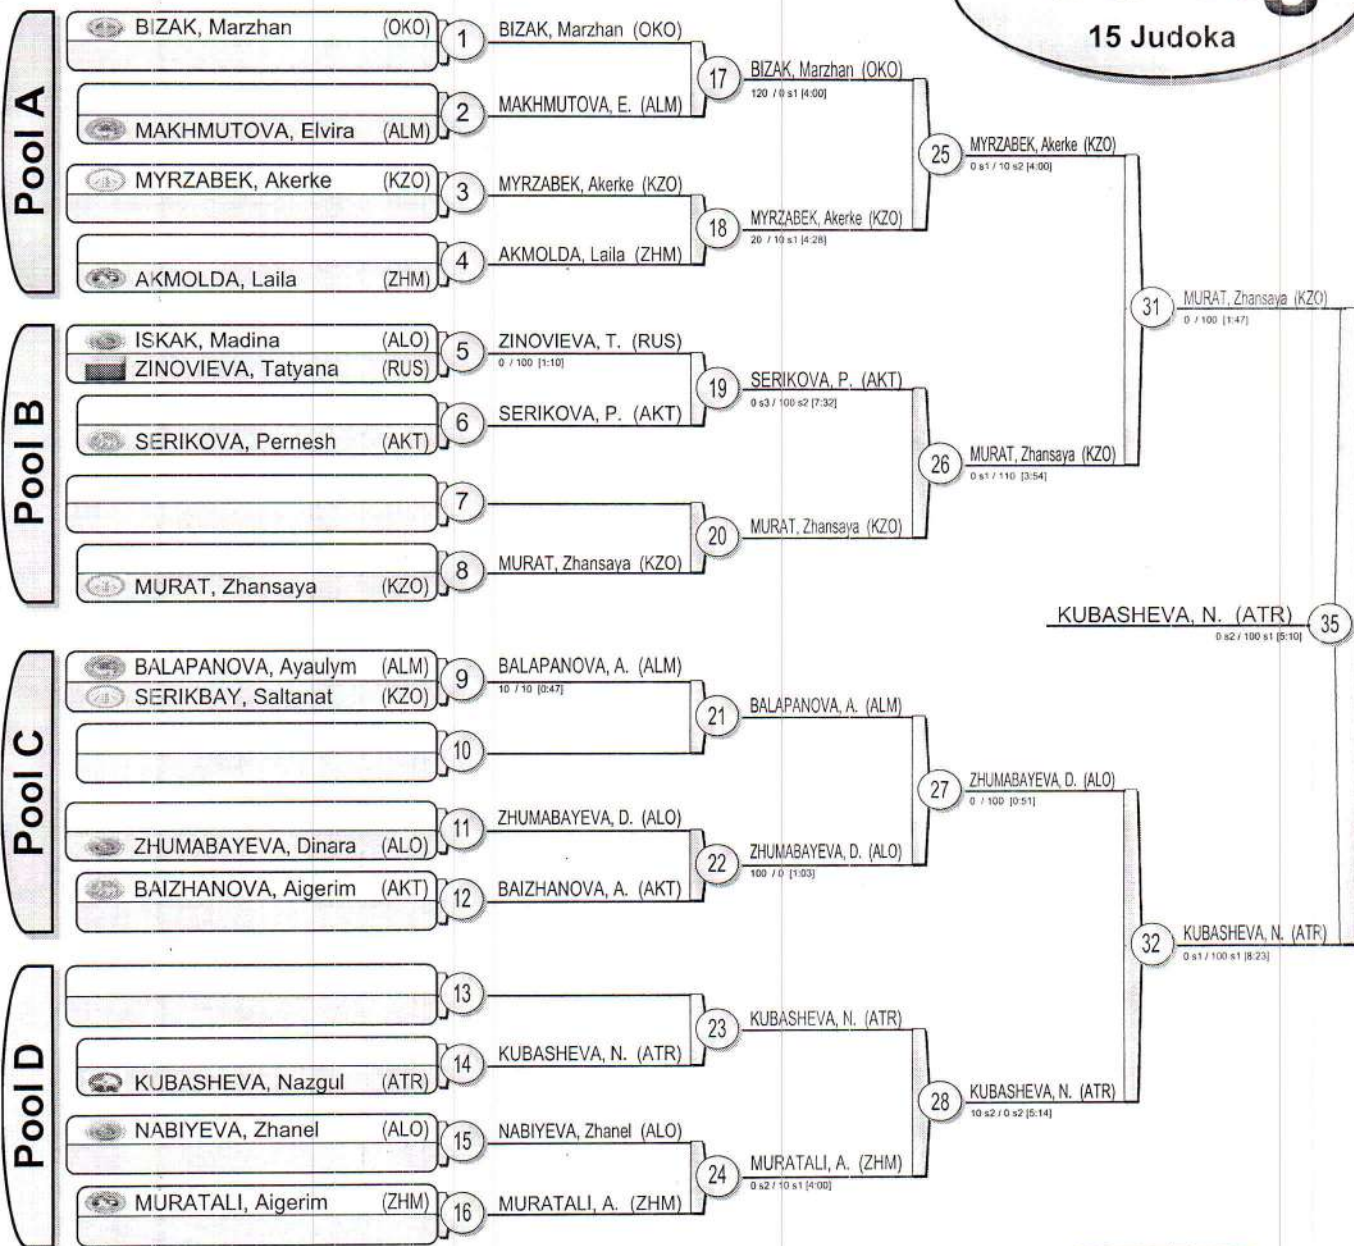 15 Judoka
Pool A
BIZAK, Marzhan (OKO)
1
BIZAK, Marzhan (OKO)
MAKHMUTOVA, Elvira (ALM)
2
MAKHMUTOVA, E. (ALM)
17
BIZAK, Marzhan (OKO)
120 / 0 s1 [4:00]
MYRZABEK, Akerke (KZO)
3
MYRZABEK, Akerke (KZO)
AKMOLDA, Laila (ZHM)
4
AKMOLDA, Laila (ZHM)
18
MYRZABEK, Akerke (KZO)
20 / 10 s1 [4:28]
25
MYRZABEK, Akerke (KZO)
0 s1 / 10 s2 [4:00]
Pool B
ISKAK, Madina (ALO)
ZINOVIEVA, Tatyana (RUS)
5
ZINOVIEVA, T. (RUS)
0 / 100 [1:10]
SERIKOVA, Pernesh (AKT)
6
SERIKOVA, P. (AKT)
19
SERIKOVA, P. (AKT)
0 s3 / 100 s2 [7:32]
7
MURAT, Zhansaya (KZO)
8
MURAT, Zhansaya (KZO)
20
MURAT, Zhansaya (KZO)
26
MURAT, Zhansaya (KZO)
0 s1 / 110 [3:54]
31
MURAT, Zhansaya (KZO)
0 / 100 [1:47]
KUBASHEVA, N. (ATR)
0 s2 / 100 s1 [5:10]
35
Pool C
BALAPANOVA, Ayaulym (ALM)
SERIKBAY, Saltanat (KZO)
9
BALAPANOVA, A. (ALM)
10 / 10 [0:47]
10
21
BALAPANOVA, A. (ALM)
ZHUMABAYEVA, Dinara (ALO)
11
ZHUMABAYEVA, D. (ALO)
BAIZHANOVA, Aigerim (AKT)
12
BAIZHANOVA, A. (AKT)
22
ZHUMABAYEVA, D. (ALO)
100 / 0 [1:03]
27
ZHUMABAYEVA, D. (ALO)
0 / 100 [0:51]
Pool D
13
KUBASHEVA, Nazgul (ATR)
14
KUBASHEVA, N. (ATR)
23
KUBASHEVA, N. (ATR)
NABIYEVA, Zhanel (ALO)
15
NABIYEVA, Zhanel (ALO)
MURATALI, Aigerim (ZHM)
16
MURATALI, A. (ZHM)
24
MURATALI, A. (ZHM)
0 s2 / 10 s1 [4:00]
28
KUBASHEVA, N. (ATR)
10 s2 / 0 s2 [5:14]
32
KUBASHEVA, N. (ATR)
0 s1 / 100 s1 [8:23]